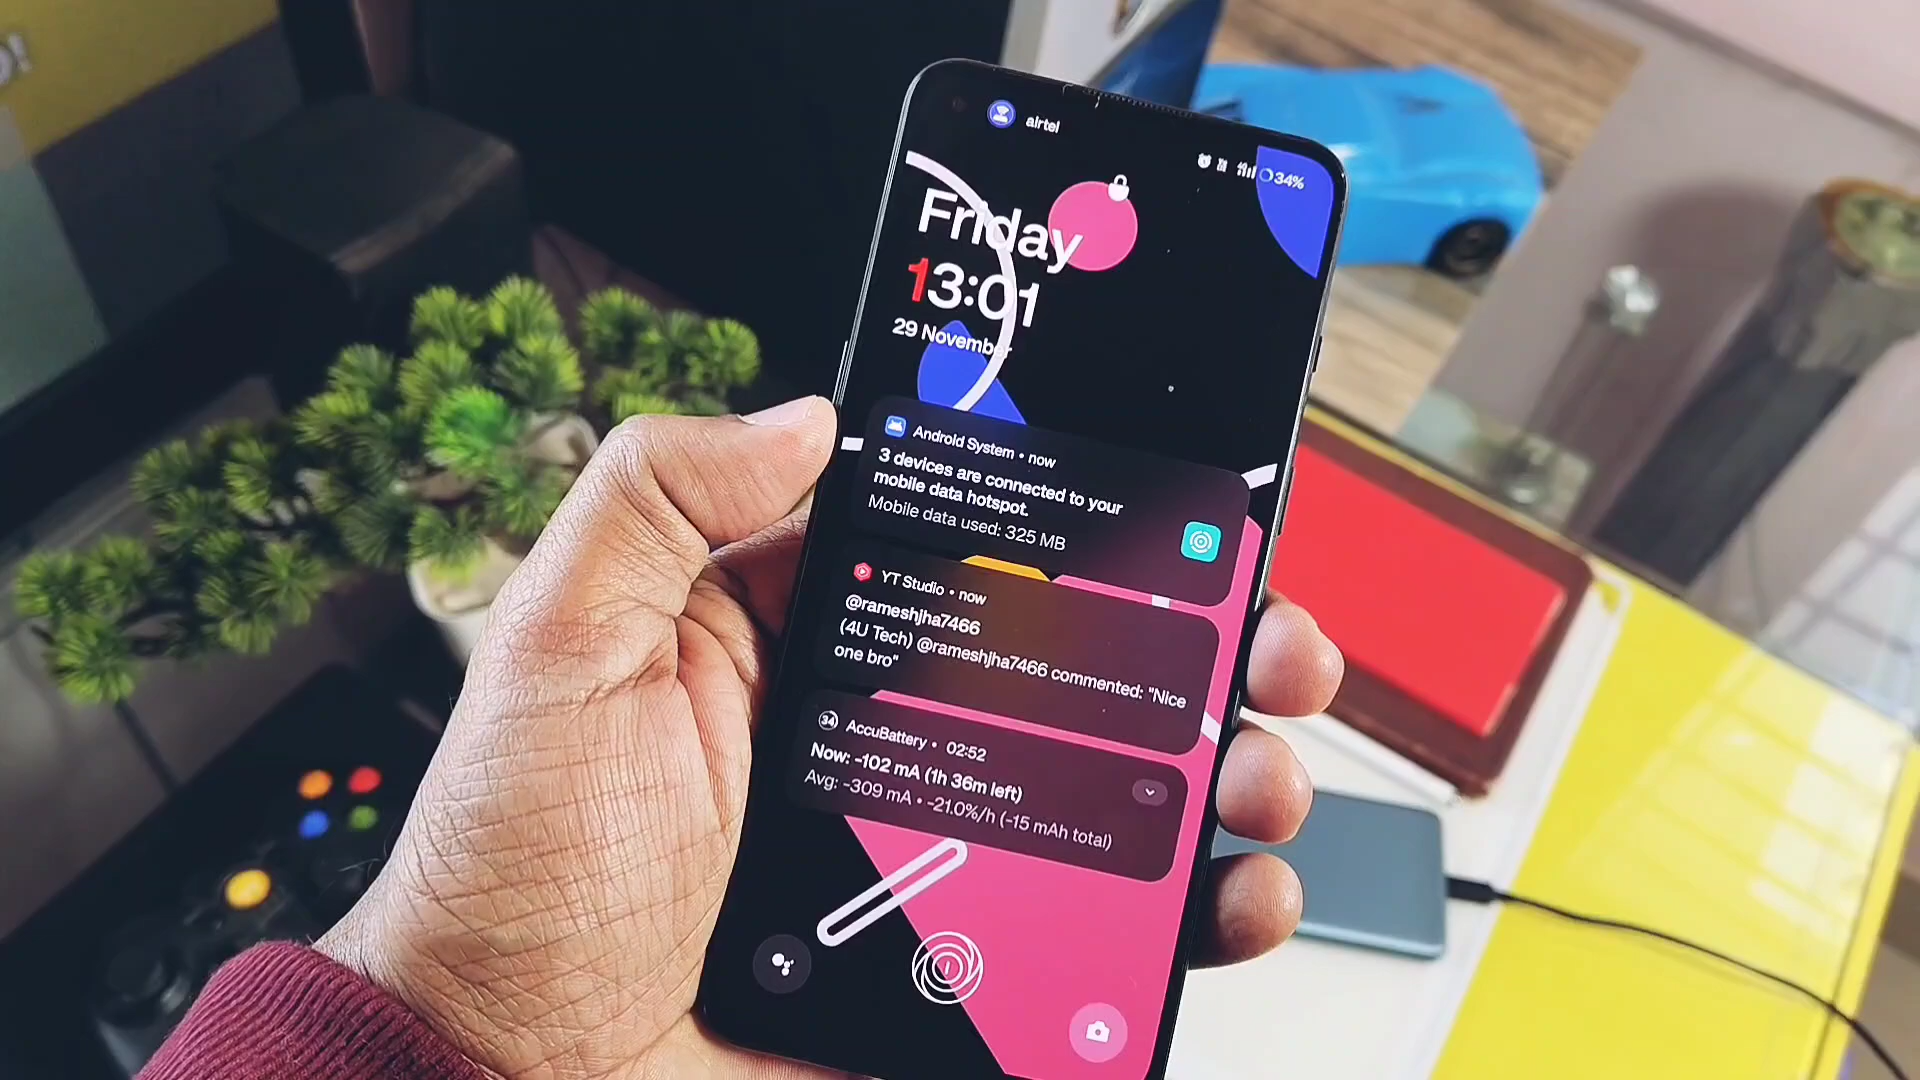 airtel
34%
Friday
13:01
29 November
Android System • now
3 devices are connected to your
mobile data hotspot.
Mobile data used: 325 MB
YT Studio • now
@rameshjha7466
(4U Tech) @rameshjha7466 commented: "Nice
one bro"
34 AccuBattery • 02:52
Now: -102 mA (1h 36m left)
Avg: -309 mA • -21.0%/h (-15 mAh total)